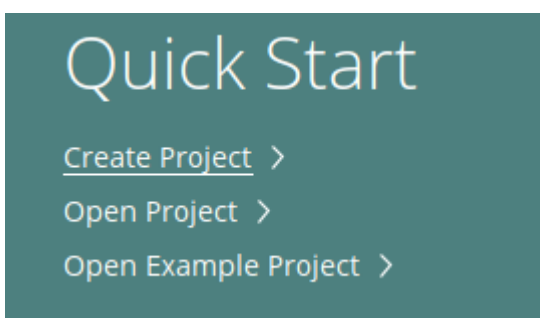 Quick Start
Create Project >
Open Project >
Open Example Project >